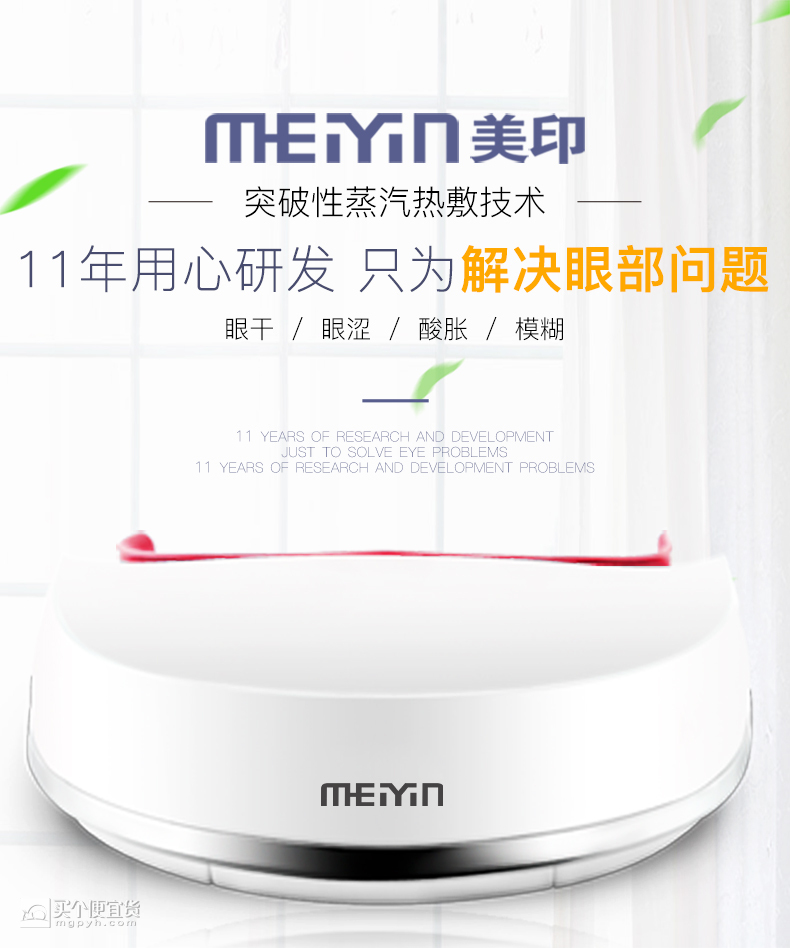 MEIYIN 美印
突破性蒸汽热敷技术
11年用心研发 只为解决眼部问题
眼干 / 眼涩 / 酸胀 / 模糊
11 YEARS OF RESEARCH AND DEVELOPMENT
JUST TO SOLVE EYE PROBLEMS
11 YEARS OF RESEARCH AND DEVELOPMENT PROBLEMS
MEIYIN
买个便宜货
mgpyh.com